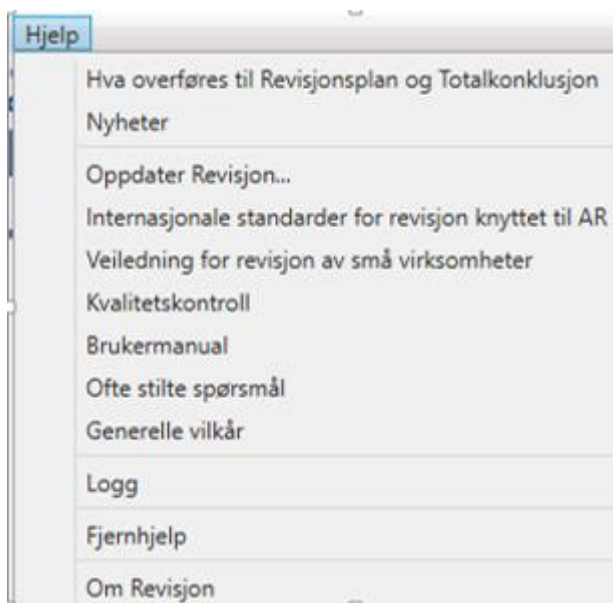 Hjelp
Hva overføres til Revisjonsplan og Totalkonklusjon
Nyheter
Oppdater Revisjon...
Internasjonale standarder for revisjon knyttet til AR
Veiledning for revisjon av små virksomheter
Kvalitetskontroll
Brukermanual
Ofte stilte spørsmål
Generelle vilkår
Logg
Fjernhjelp
Om Revisjon